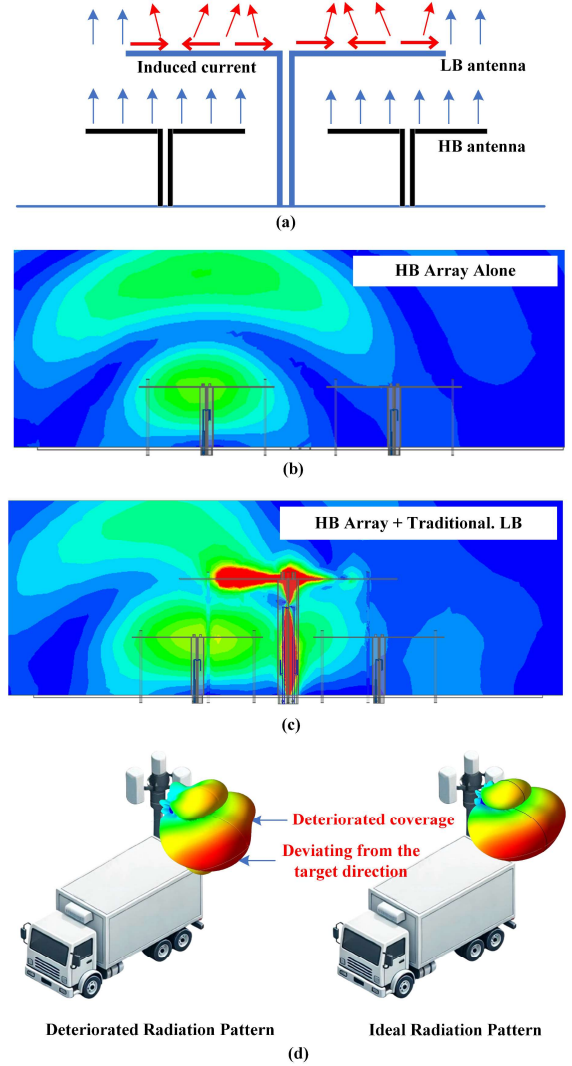 Induced current
LB antenna
HB antenna
(a)
HB Array Alone
(b)
HB Array + Traditional. LB
(c)
Deteriorated coverage
Deviating from the
target direction
Deteriorated Radiation Pattern
Ideal Radiation Pattern
(d)